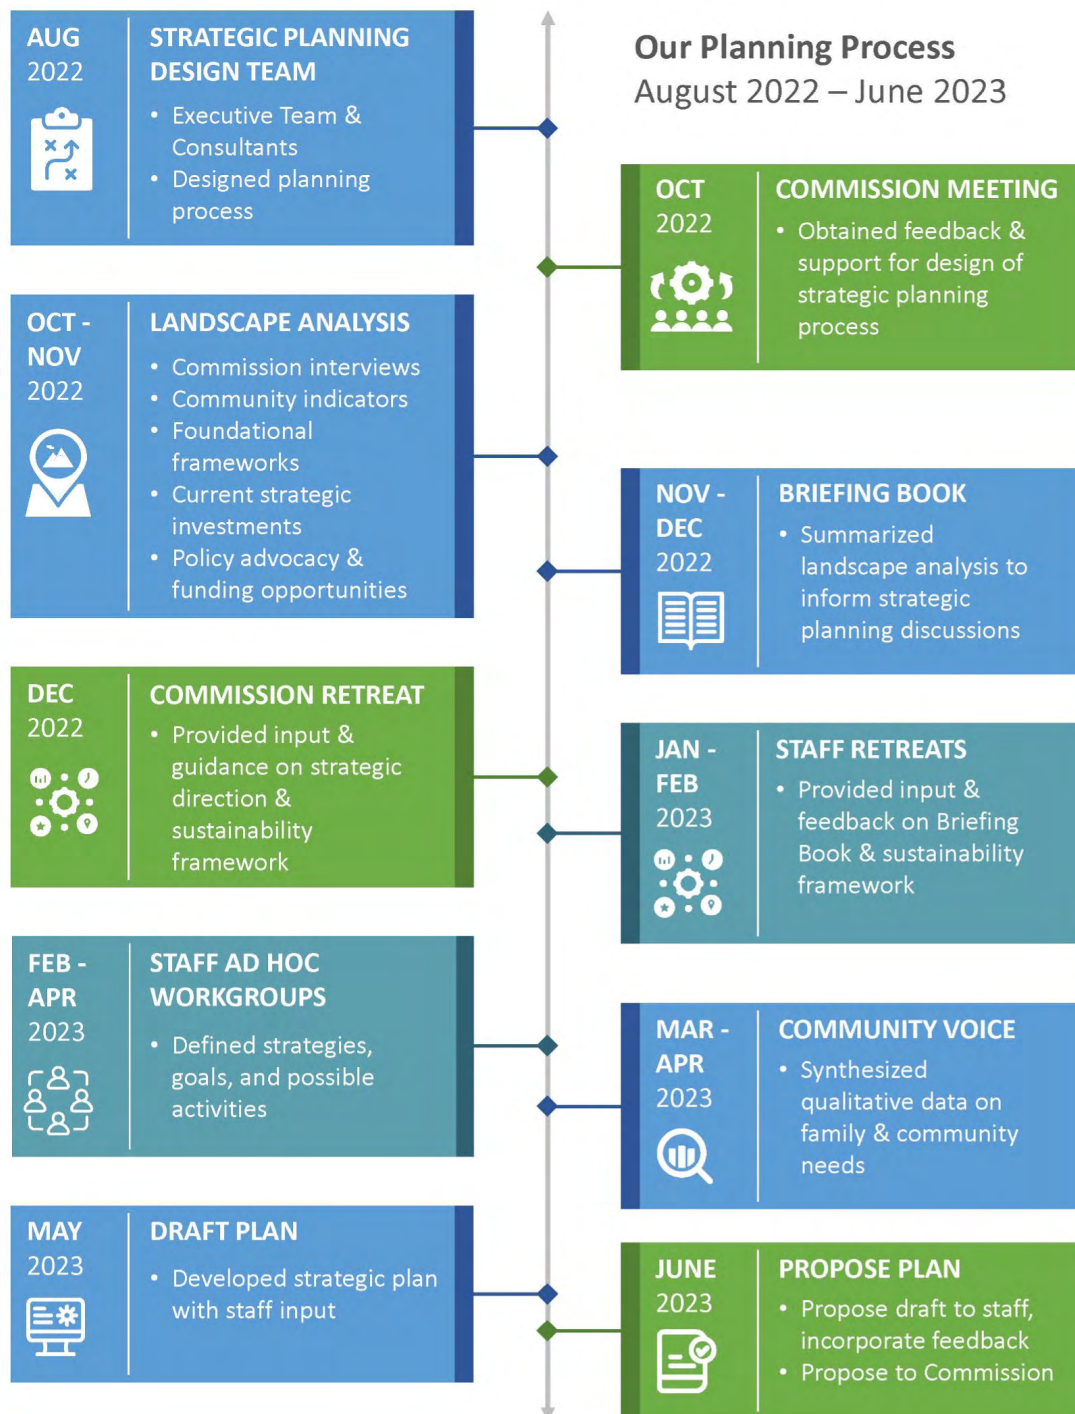 Our Planning Process
August 2022 – June 2023
AUG
2022
STRATEGIC PLANNING
DESIGN TEAM
• Executive Team &
Consultants
• Designed planning
process
OCT
2022
COMMISSION MEETING
• Obtained feedback &
support for design of
strategic planning
process
OCT -
NOV
2022
LANDSCAPE ANALYSIS
• Commission interviews
• Community indicators
• Foundational
frameworks
• Current strategic
investments
• Policy advocacy &
funding opportunities
NOV -
DEC
2022
BRIEFING BOOK
• Summarized
landscape analysis to
inform strategic
planning discussions
DEC
2022
COMMISSION RETREAT
• Provided input &
guidance on strategic
direction &
sustainability
framework
JAN -
FEB
2023
STAFF RETREATS
• Provided input &
feedback on Briefing
Book & sustainability
framework
FEB -
APR
2023
STAFF AD HOC
WORKGROUPS
• Defined strategies,
goals, and possible
activities
MAR -
APR
2023
COMMUNITY VOICE
• Synthesized
qualitative data on
family & community
needs
MAY
2023
DRAFT PLAN
• Developed strategic plan
with staff input
JUNE
2023
PROPOSE PLAN
• Propose draft to staff,
incorporate feedback
• Propose to Commission